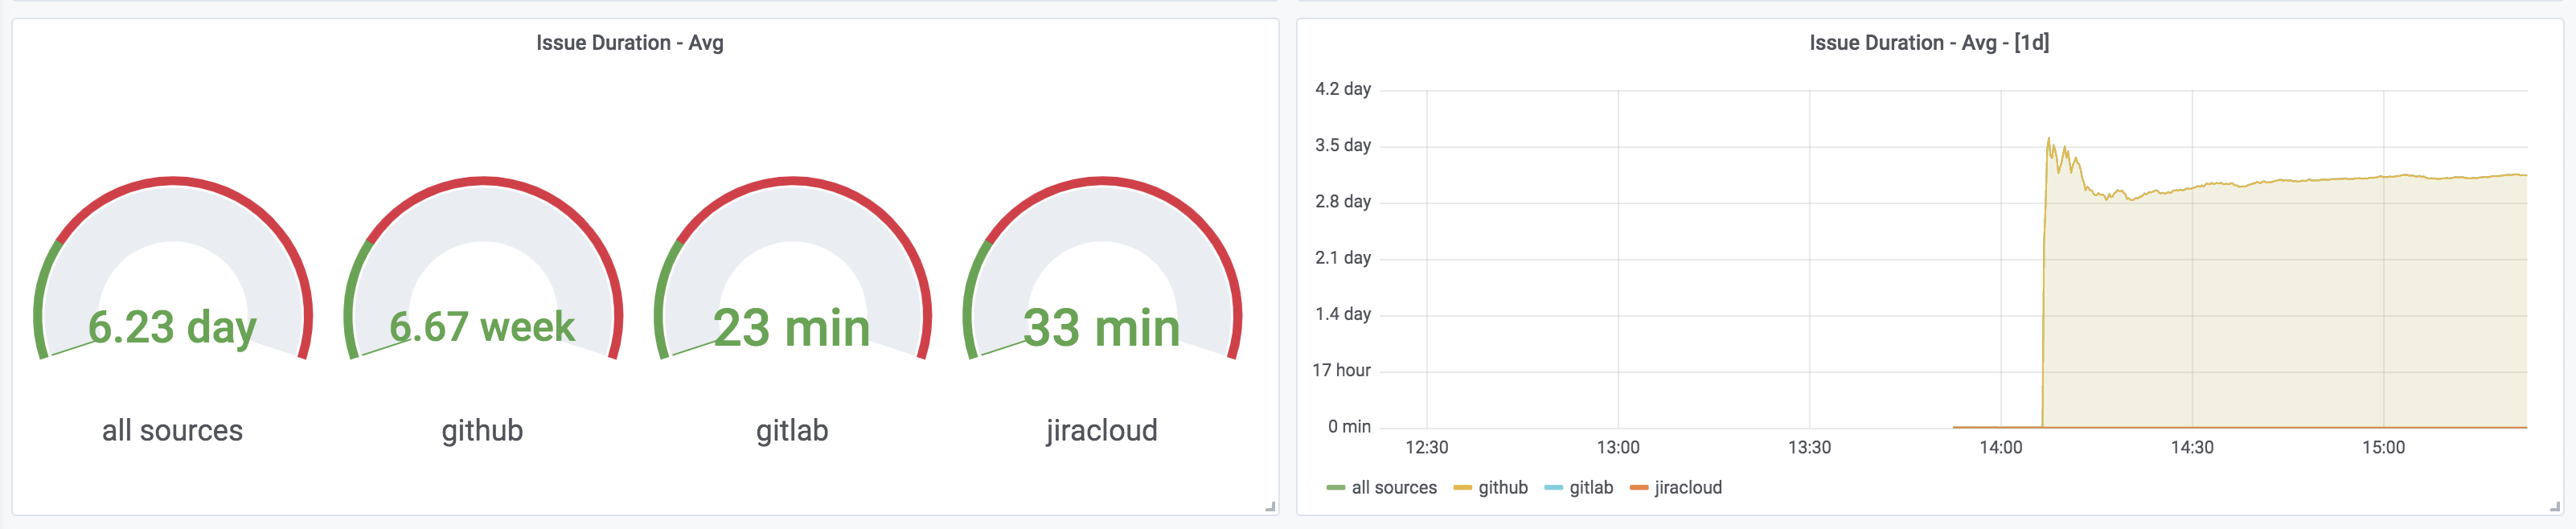 Issue Duration - Avg
6.23 day
6.67 week
23 min
33 min
all sources
github
gitlab
jiracloud
Issue Duration - Avg - [1d]
4.2 day
3.5 day
2.8 day
2.1 day
1.4 day
17 hour
0 min
12:30 13:00 13:30 14:00 14:30 15:00
all sources github gitlab jiracloud